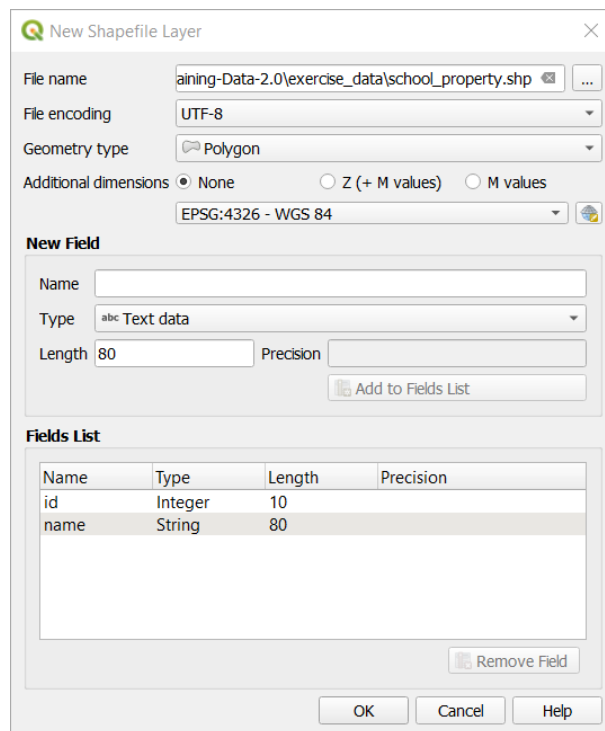 New Shapefile Layer
File name aining-Data-2.0\exercise_data\school_property.shp ...
File encoding UTF-8
Geometry type Polygon
Additional dimensions None Z (+ M values) M values
EPSG:4326 - WGS 84
New Field
Name
Type abc Text data
Length 80 Precision
Add to Fields List
Fields List
Name Type Length Precision
id Integer 10
name String 80
Remove Field
OK Cancel Help